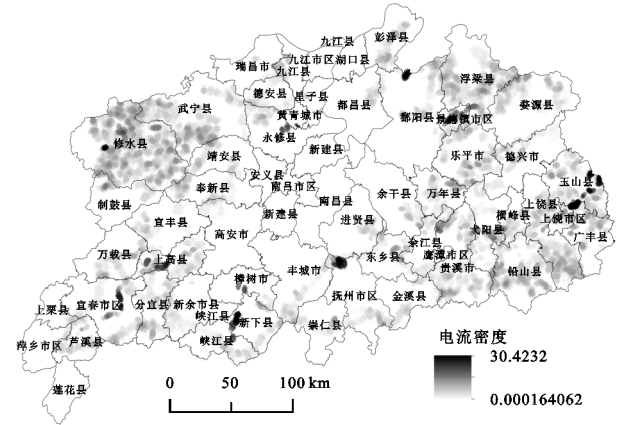 九江县
彭泽县
瑞昌市
九江市区
湖口县
九江县
浮梁县
德安县
星子县
武宁县
都昌县
婺源县
黄青城市
鄱阳县
景德镇市区
永修县
修水县
新建县
靖安县
乐平市
德兴市
安义县
玉山县
奉新县
南昌市区
余干县
万年县
南昌县
上饶县
横峰县
制鼓县
新建县
上饶市区
宜丰县
进贤县
弋阳县
高安市
余江县
广丰县
万载县
上高县
东乡县
鹰潭市区
贵溪市
铅山县
丰城市
樟树市
抚州市区
金溪县
上栗县
宜春市区
分宜县
新余市县
峡江县
新下县
崇仁县
萍乡市区
芦溪县
峡江县
莲花县
电流密度
30.4232
0.000164062
0 50 100 km